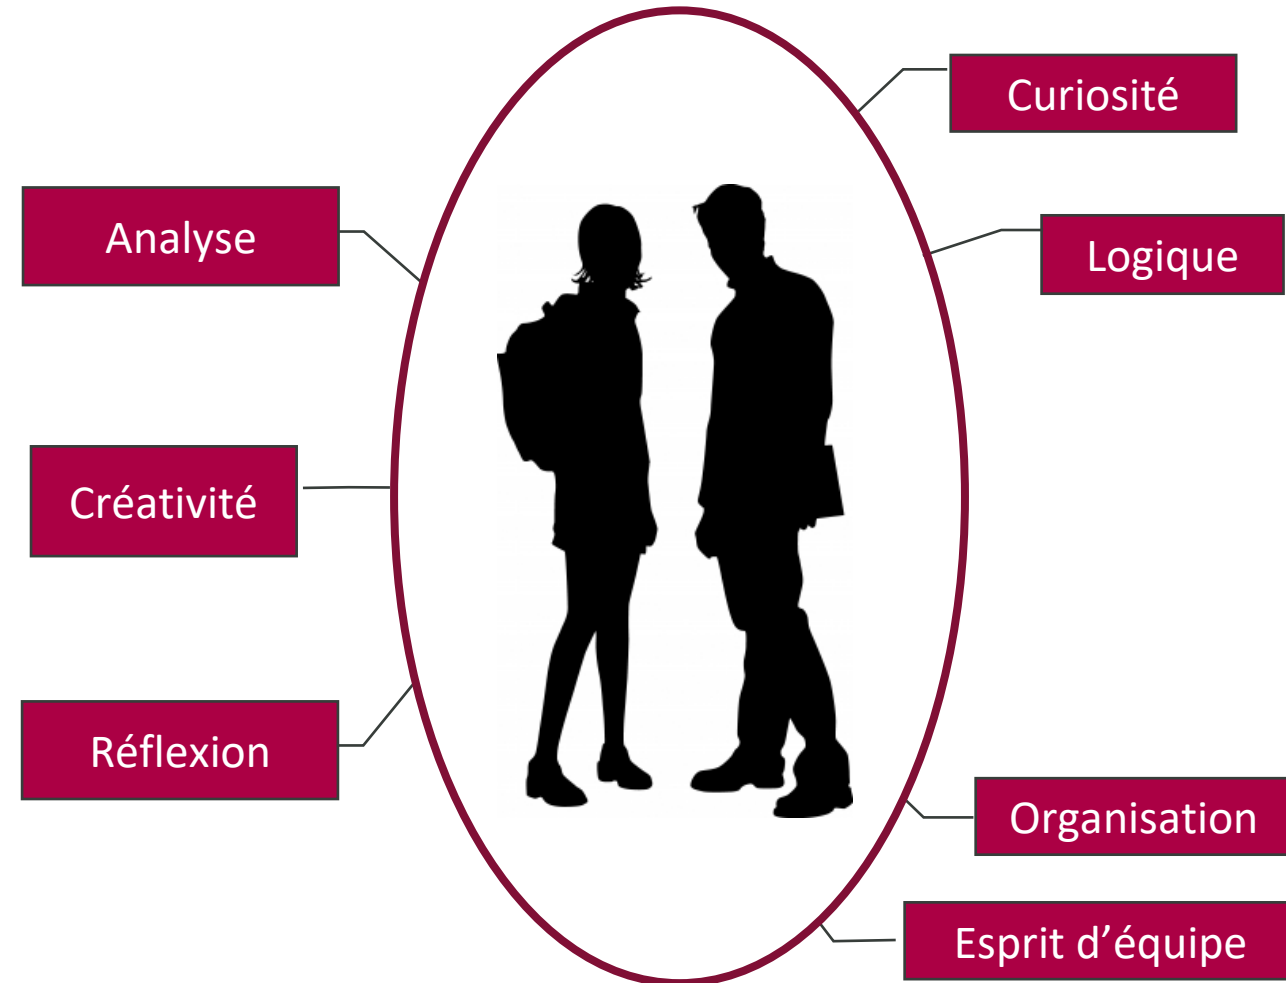 Curiosité
Analyse
Logique
Créativité
Réflexion
Organisation
Esprit d’équipe